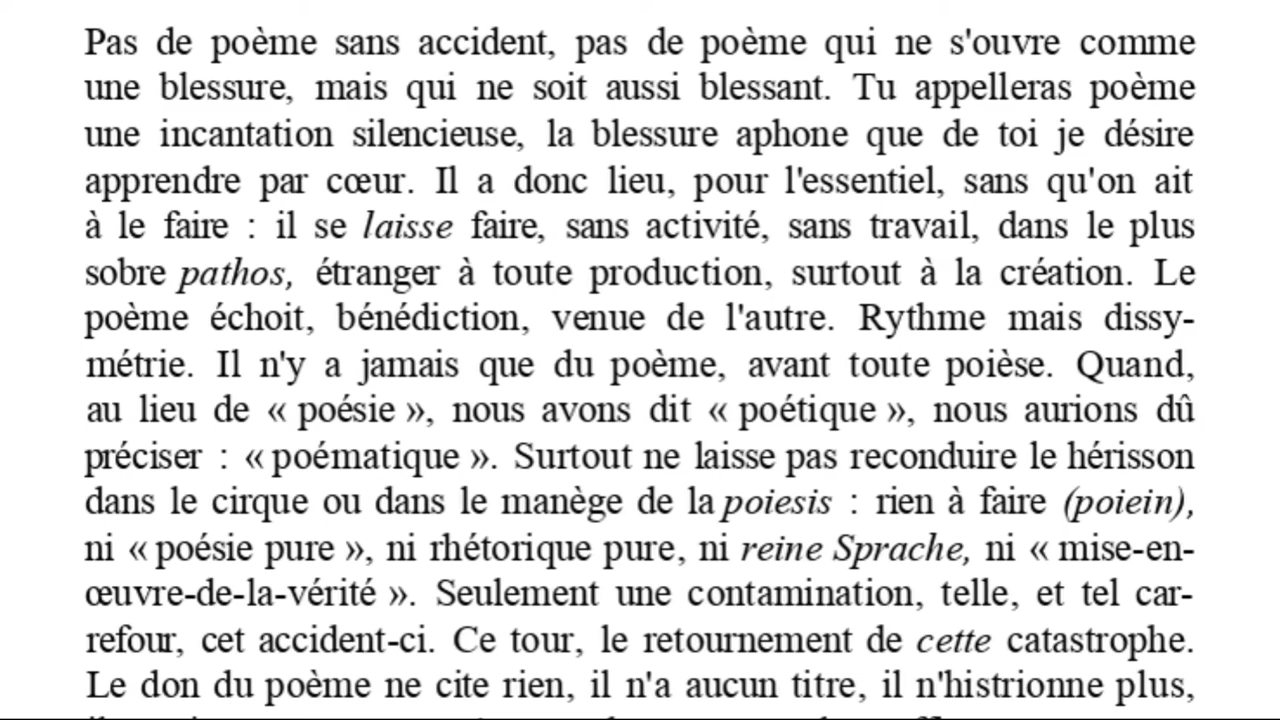 Pas de poème sans accident, pas de poème qui ne s'ouvre comme
une blessure, mais qui ne soit aussi blessant. Tu appelleras poème
une incantation silencieuse, la blessure aphone que de toi je désire
apprendre par cœur. Il a donc lieu, pour l'essentiel, sans qu'on ait
à le faire : il se laisse faire, sans activité, sans travail, dans le plus
sobre pathos, étranger à toute production, surtout à la création. Le
poème échoit, bénédiction, venue de l'autre. Rythme mais dissy-
métrie. Il n'y a jamais que du poème, avant toute poièse. Quand,
au lieu de « poésie », nous avons dit « poétique », nous aurions dû
préciser : « poématique ». Surtout ne laisse pas reconduire le hérisson
dans le cirque ou dans le manège de la poiesis : rien à faire (poiein),
ni « poésie pure », ni rhétorique pure, ni reine Sprache, ni « mise-en-
œuvre-de-la-vérité ». Seulement une contamination, telle, et tel car-
refour, cet accident-ci. Ce tour, le retournement de cette catastrophe.
Le don du poème ne cite rien, il n'a aucun titre, il n'histrionne plus,